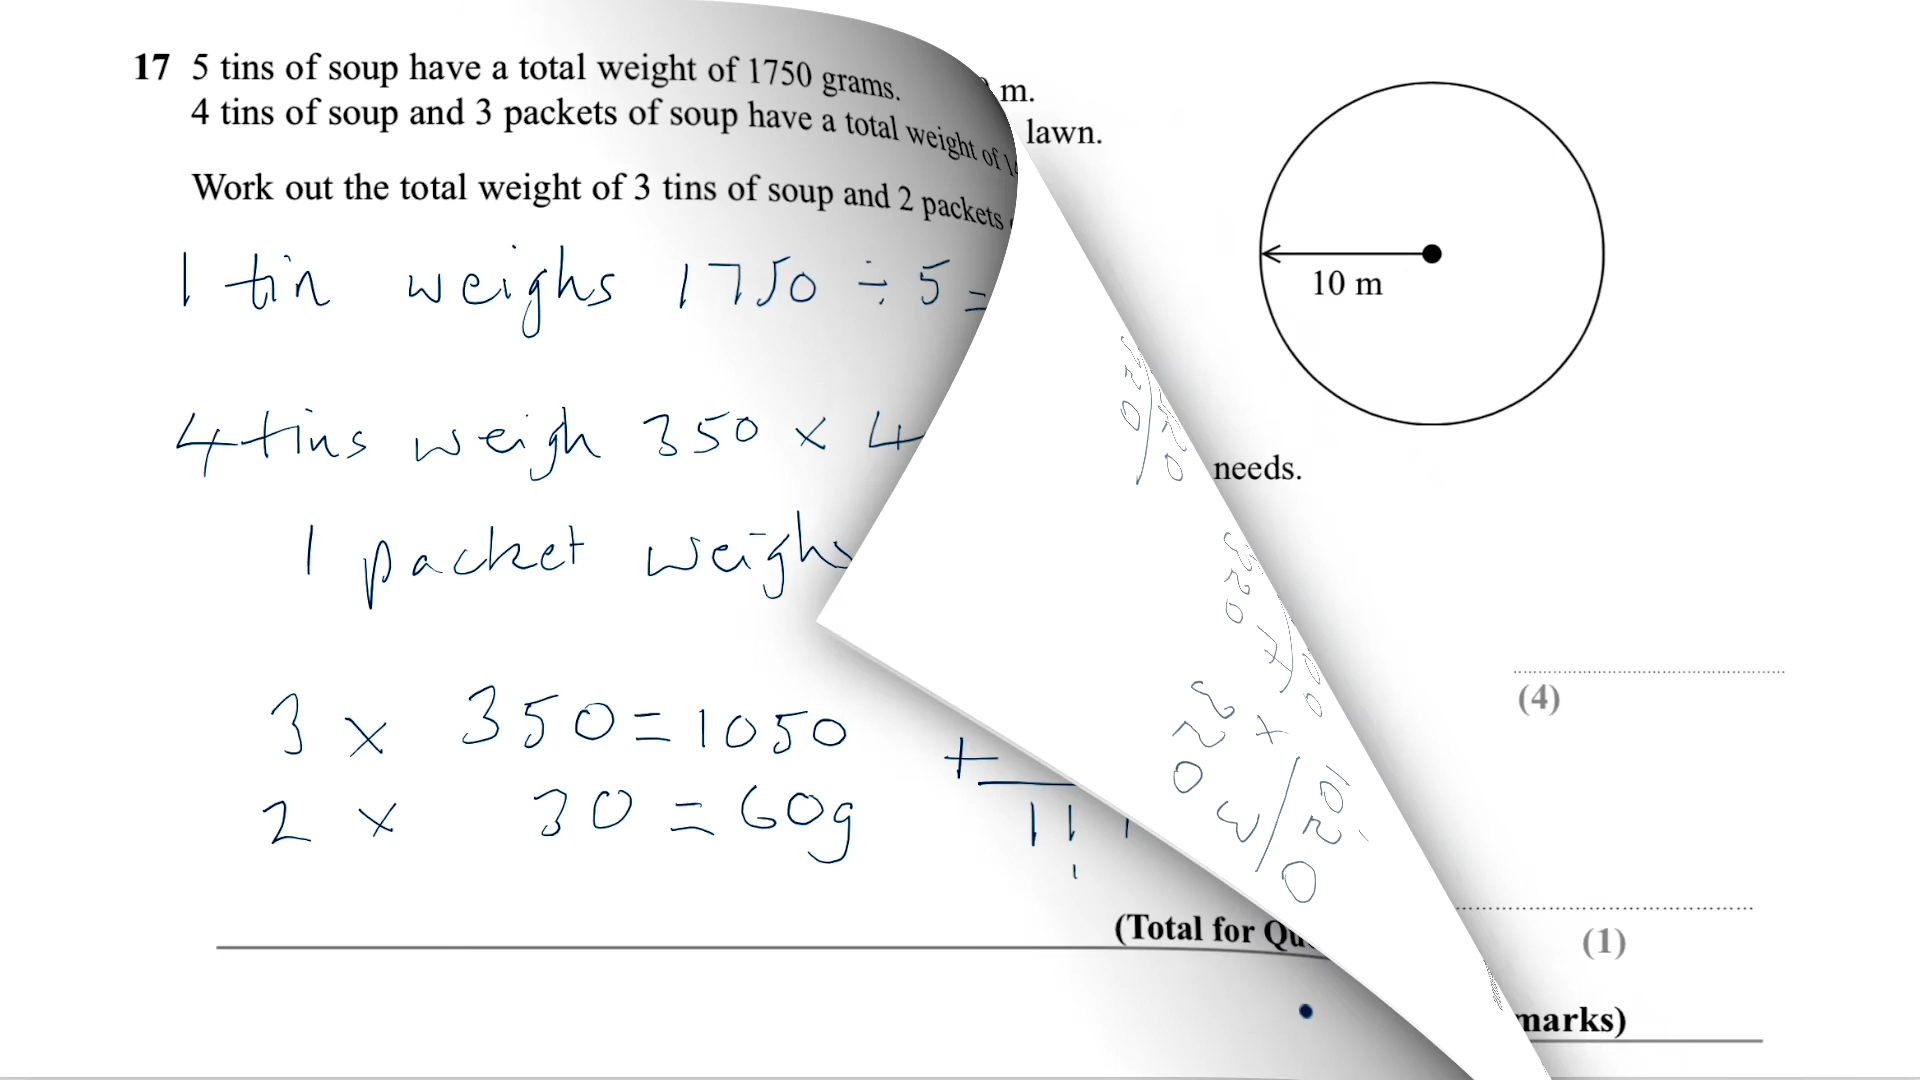 17 5 tins of soup have a total weight of 1750 grams.
4 tins of soup and 3 packets of soup have a total weight of
Work out the total weight of 3 tins of soup and 2 packets
1 tin weighs 1750 ÷ 5 =
4 tins weigh 350 × 4
1 packet weighs
3 × 350 = 1050
2 × 30 = 60g
+
11
(Total for
m.
lawn.
10 m
needs.
(4)
(1)
marks)